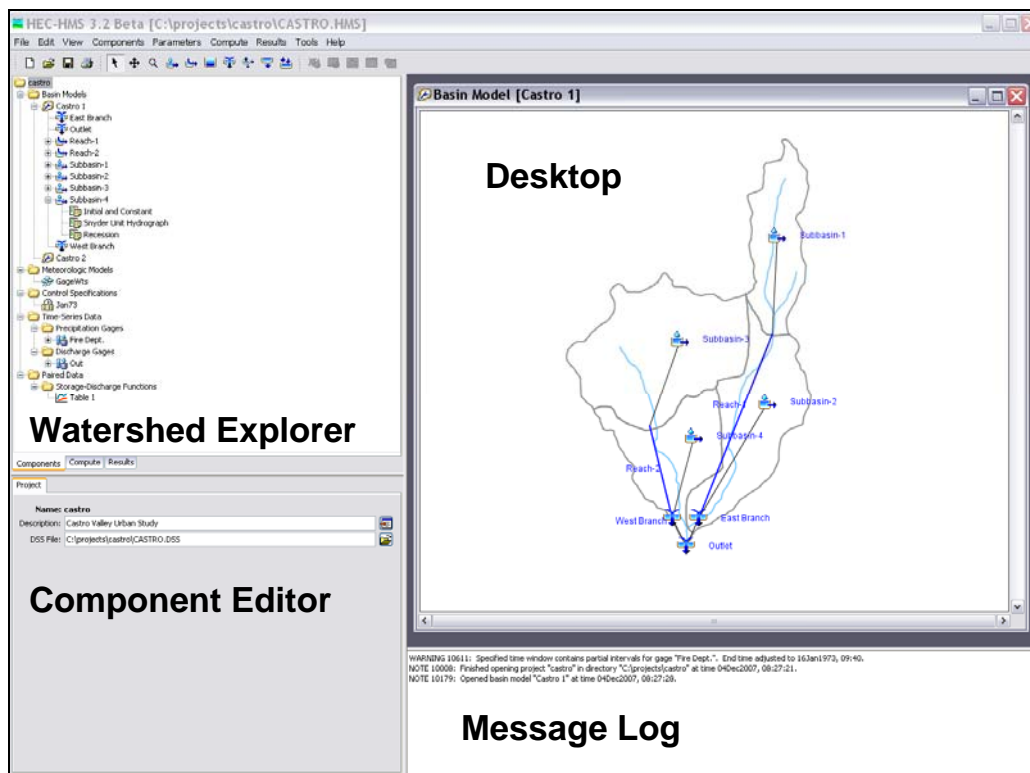 HEC-HMS 3.2 Beta [C:\projects\castro\CASTRO.HMS]
File Edit View Components Parameters Compute Results Tools Help
castro
Basin Models
Castro 1
East Branch
Outlet
Reach-1
Reach-2
Subbasin-1
Subbasin-2
Subbasin-3
Subbasin-4
Initial and Constant
Snyder Unit Hydrograph
Recession
West Branch
Castro 2
Meteorologic Models
GageWts
Control Specifications
Jan73
Time-Series Data
Precipitation Gages
Fire Dept.
Discharge Gages
Out
Paired Data
Storage-Discharge Functions
Table 1
Watershed Explorer
Components Compute Results
Project
Name: castro
Description: Castro Valley Urban Study
DSS File: C:\projects\castro\CASTRO.DSS
Component Editor
Basin Model [Castro 1]
Desktop
Subbasin-1
Subbasin-3
Reach-1
Subbasin-2
Subbasin-4
Reach-2
West Branch
East Branch
Outlet
WARNING 10611: Specified time window contains partial intervals for gage "Fire Dept.". End time adjusted to 16Jan1973, 09:40.
NOTE 10008: Finished opening project "castro" in directory "C:\projects\castro" at time 04Dec2007, 08:27:21.
NOTE 10179: Opened basin model "Castro 1" at time 04Dec2007, 08:27:28.
Message Log